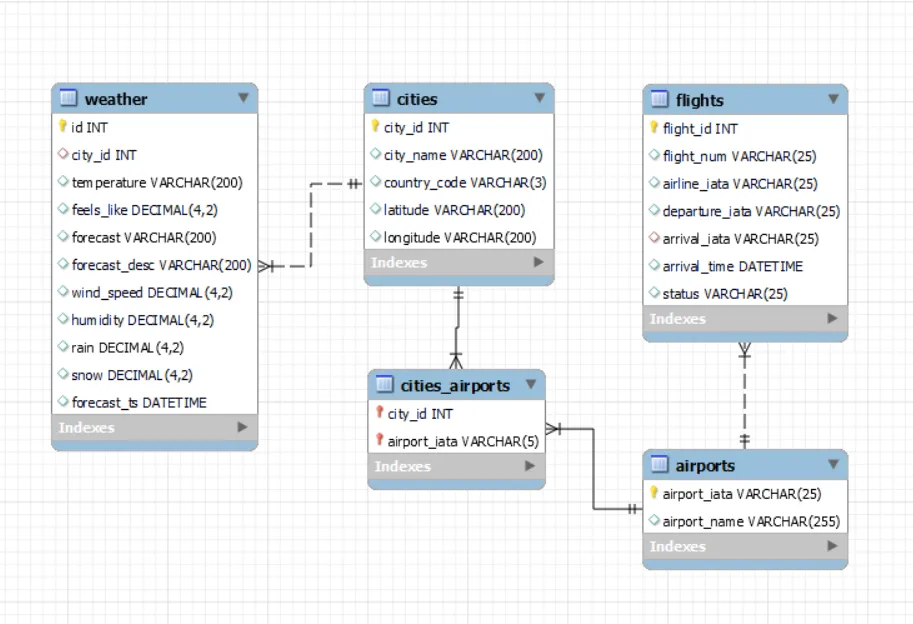 weather
id INT
city_id INT
temperature VARCHAR(200)
feels_like DECIMAL(4,2)
forecast VARCHAR(200)
forecast_desc VARCHAR(200)
wind_speed DECIMAL(4,2)
humidity DECIMAL(4,2)
rain DECIMAL(4,2)
snow DECIMAL(4,2)
forecast_ts DATETIME
Indexes
cities
city_id INT
city_name VARCHAR(200)
country_code VARCHAR(3)
latitude VARCHAR(200)
longitude VARCHAR(200)
Indexes
cities_airports
city_id INT
airport_iata VARCHAR(5)
Indexes
flights
flight_id INT
flight_num VARCHAR(25)
airline_iata VARCHAR(25)
departure_iata VARCHAR(25)
arrival_iata VARCHAR(25)
arrival_time DATETIME
status VARCHAR(25)
Indexes
airports
airport_iata VARCHAR(25)
airport_name VARCHAR(255)
Indexes